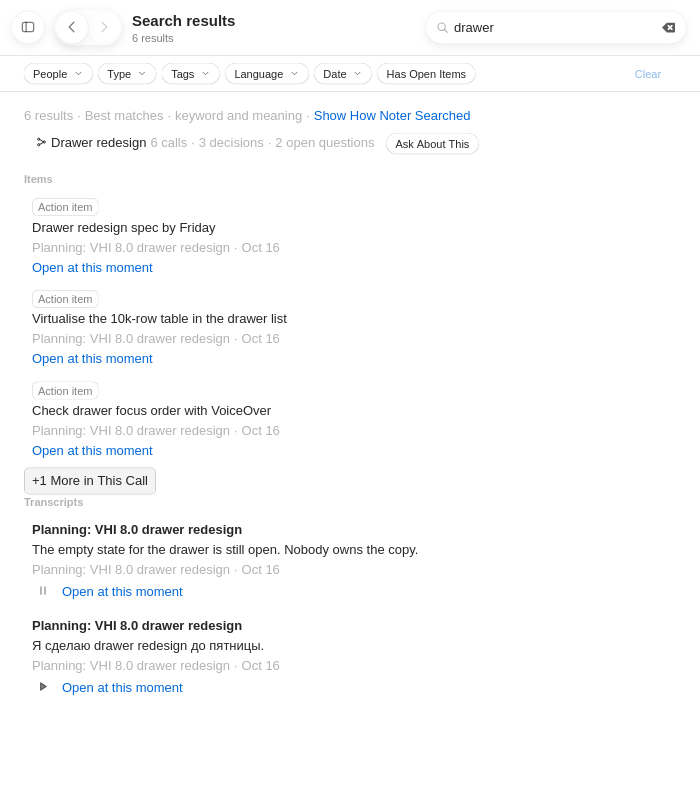 Search results
6 results
drawer
People
Type
Tags
Language
Date
Has Open Items
Clear
6 results · Best matches · keyword and meaning · Show How Noter Searched
Drawer redesign 6 calls · 3 decisions · 2 open questions
Ask About This
Items
Action item
Drawer redesign spec by Friday
Planning: VHI 8.0 drawer redesign · Oct 16
Open at this moment
Action item
Virtualise the 10k-row table in the drawer list
Planning: VHI 8.0 drawer redesign · Oct 16
Open at this moment
Action item
Check drawer focus order with VoiceOver
Planning: VHI 8.0 drawer redesign · Oct 16
Open at this moment
+1 More in This Call
Transcripts
Planning: VHI 8.0 drawer redesign
The empty state for the drawer is still open. Nobody owns the copy.
Planning: VHI 8.0 drawer redesign · Oct 16
Open at this moment
Planning: VHI 8.0 drawer redesign
Я сделаю drawer redesign до пятницы.
Planning: VHI 8.0 drawer redesign · Oct 16
Open at this moment